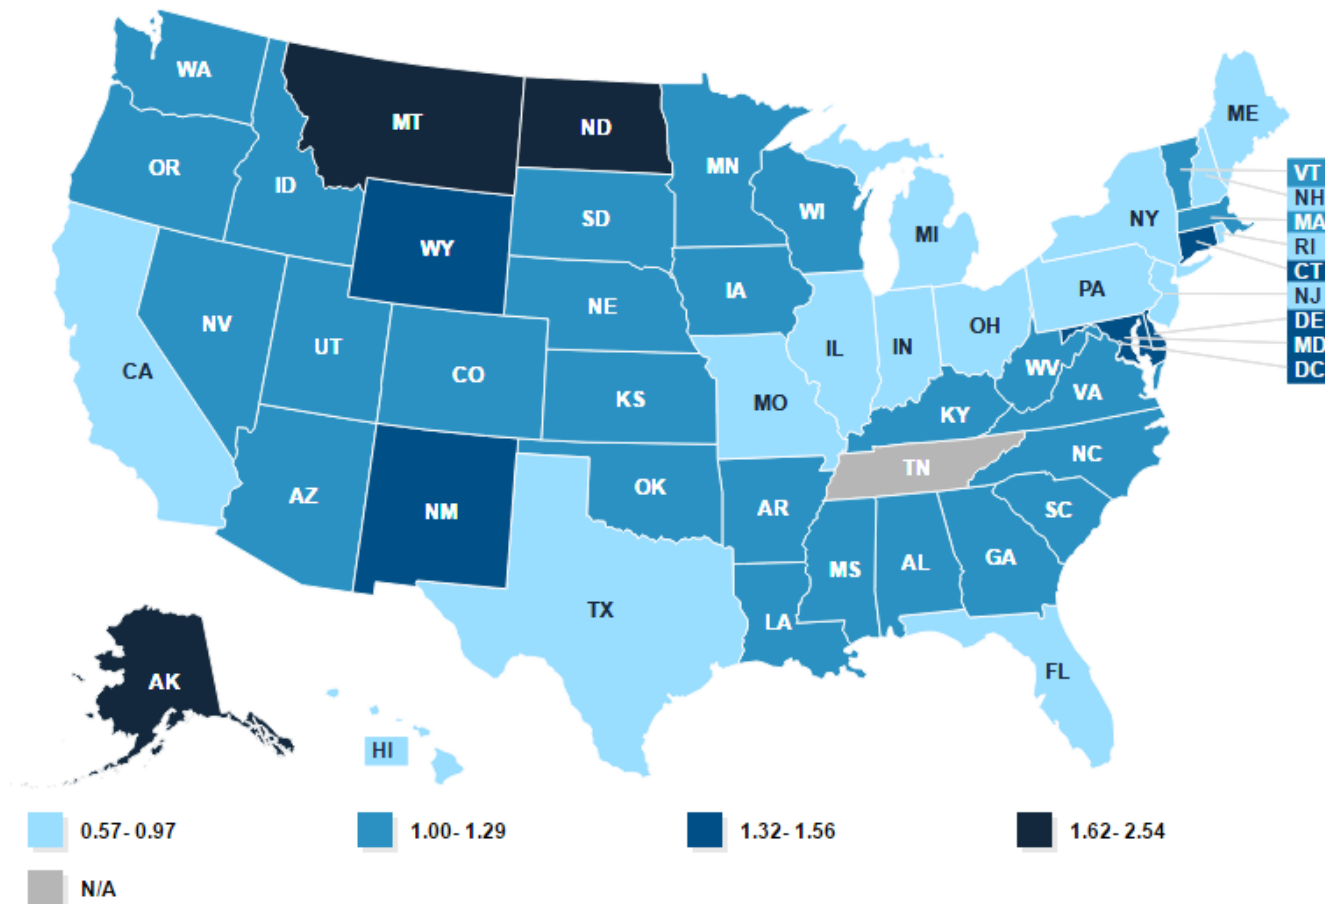 WA
MT
ND
ME
OR
ID
MN
VT
NH
SD
WI
NY
MA
MI
RI
WY
CT
IA
PA
NJ
NE
DE
NV
OH
MD
UT
IL
IN
CA
CO
WV
DC
KS
VA
MO
KY
NC
TN
AZ
OK
NM
AR
SC
MS
AL
GA
TX
LA
FL
AK
HI
0.57- 0.97
1.00- 1.29
1.32- 1.56
1.62- 2.54
N/A